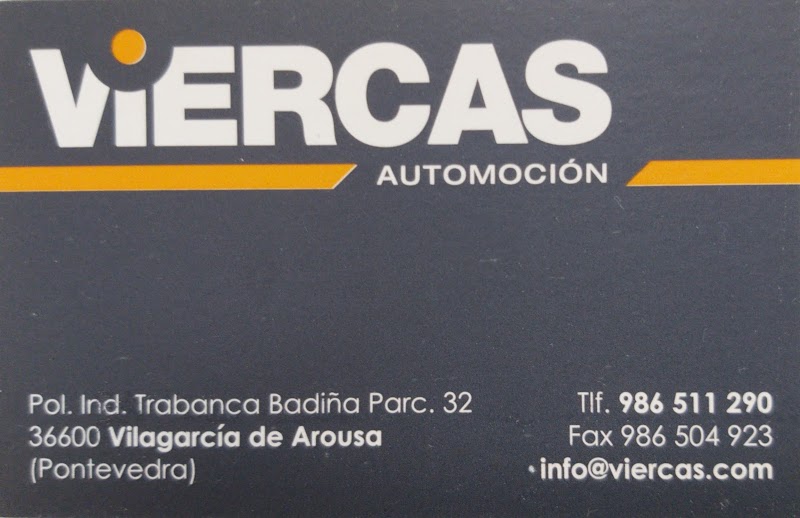 ViERCAS
AUTOMOCIÓN
Pol. Ind. Trabanca Badiña Parc. 32
36600 Vilagarcía de Arousa
(Pontevedra)
Tlf. 986 511 290
Fax 986 504 923
info@viercas.com